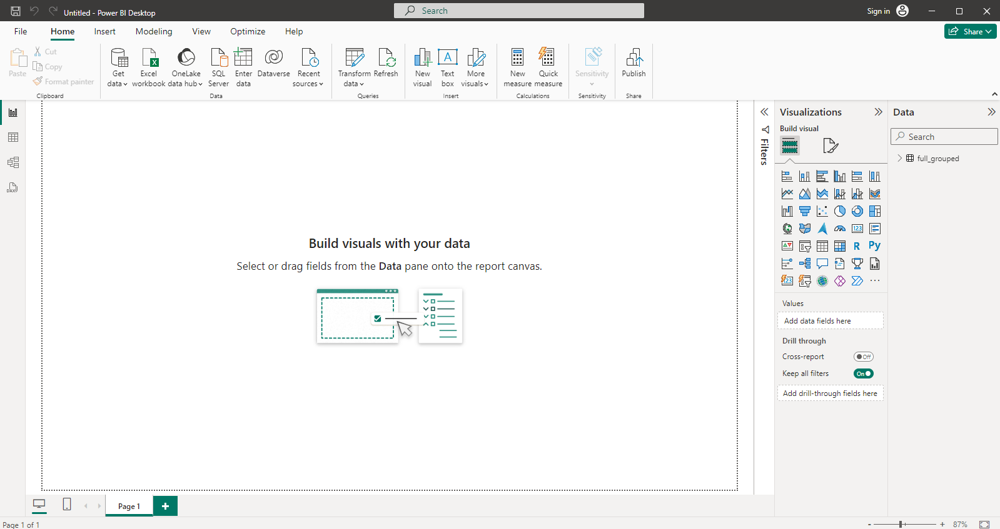 Untitled - Power BI Desktop
Search
Sign in
File
Home
Insert
Modeling
View
Optimize
Help
Share
Paste
Cut
Copy
Format painter
Clipboard
Get
data
Excel
workbook
OneLake
data hub
SQL
Server
Enter
data
Dataverse
Recent
sources
Data
Transform
data
Refresh
Queries
New
visual
Text
box
More
visuals
Insert
New
measure
Quick
measure
Calculations
Sensitivity
Sensitivity
Publish
Share
DAX
Build visuals with your data
Select or drag fields from the Data pane onto the report canvas.
Filters
Visualizations
Build visual
123
R
Py
123
Values
Add data fields here
Drill through
Cross-report
Off
Keep all filters
On
Add drill-through fields here
Data
Search
full_grouped
Page 1
Page 1 of 1
- + 87%